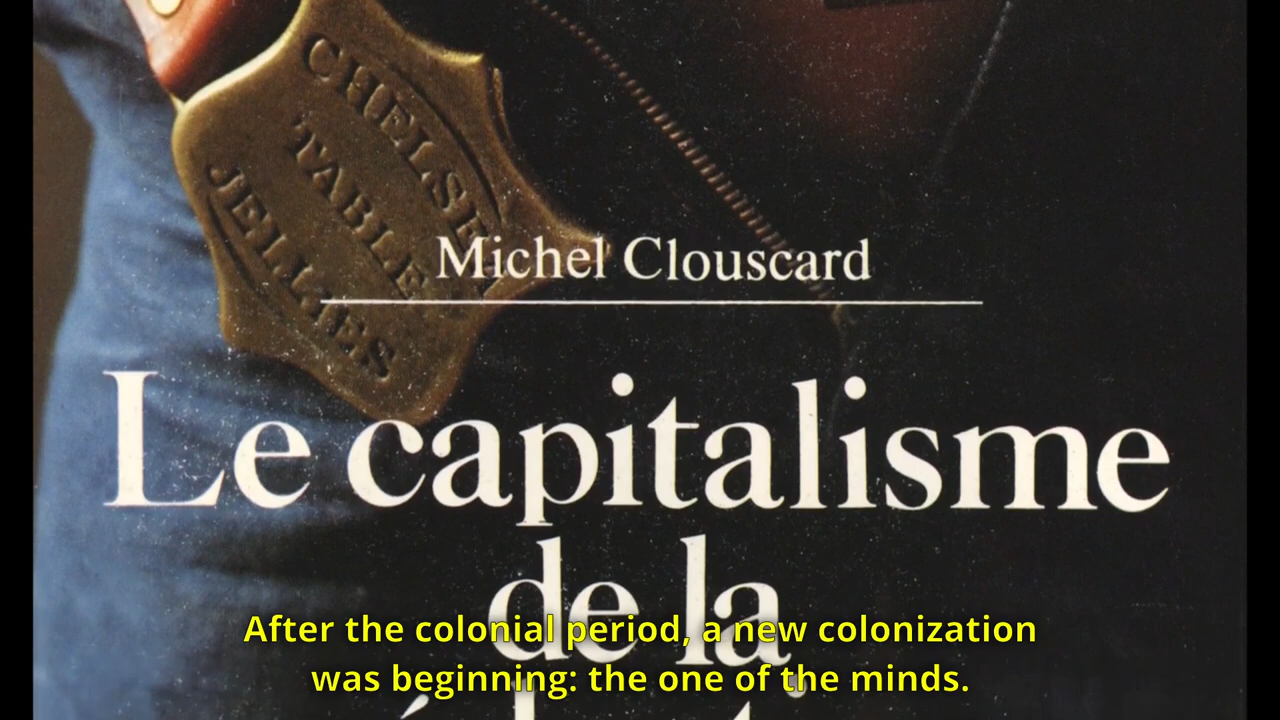 CHELSEA
TABLE
JELLIES
Michel Clouscard
Le capitalisme
de la
After the colonial period, a new colonization
was beginning: the one of the minds.